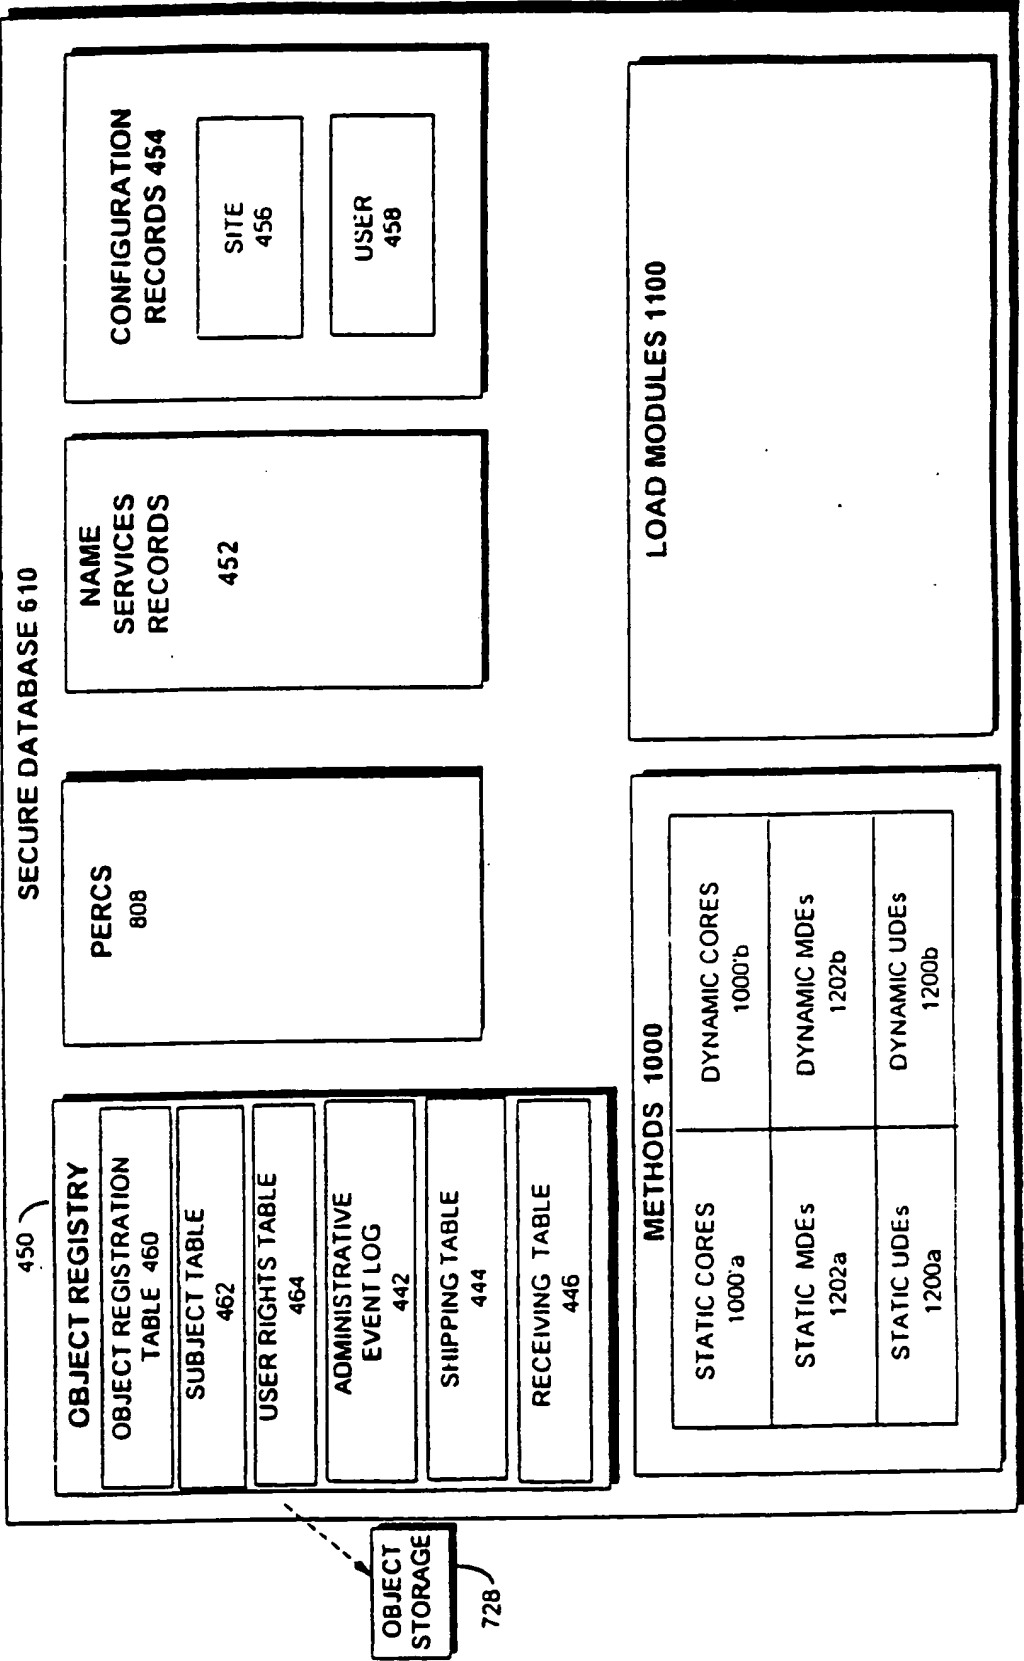 SECURE DATABASE 610
450
OBJECT REGISTRY
OBJECT REGISTRATION
TABLE 460
SUBJECT TABLE
462
USER RIGHTS TABLE
464
ADMINISTRATIVE
EVENT LOG
442
SHIPPING TABLE
444
RECEIVING TABLE
446
PERCS
808
NAME
SERVICES
RECORDS
452
CONFIGURATION
RECORDS 454
SITE
456
USER
458
OBJECT
STORAGE
728
METHODS 1000
STATIC CORES
1000'a
DYNAMIC CORES
1000'b
STATIC MDEs
1202a
DYNAMIC MDEs
1202b
STATIC UDEs
1200a
DYNAMIC UDEs
1200b
LOAD MODULES 1100